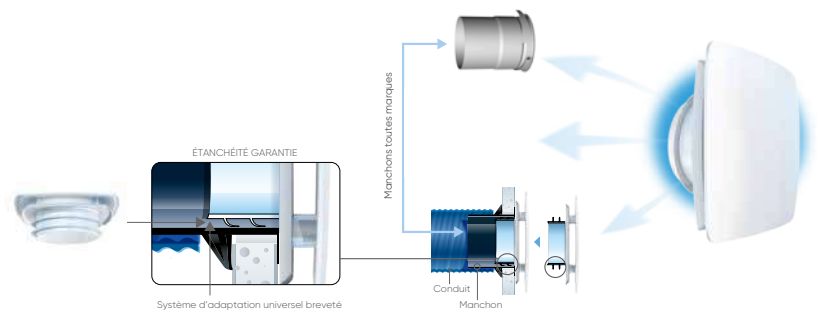 Manchons toutes marques
ÉTANCHÉITÉ GARANTIE
Conduit
Manchon
Système d'adaptation universel breveté